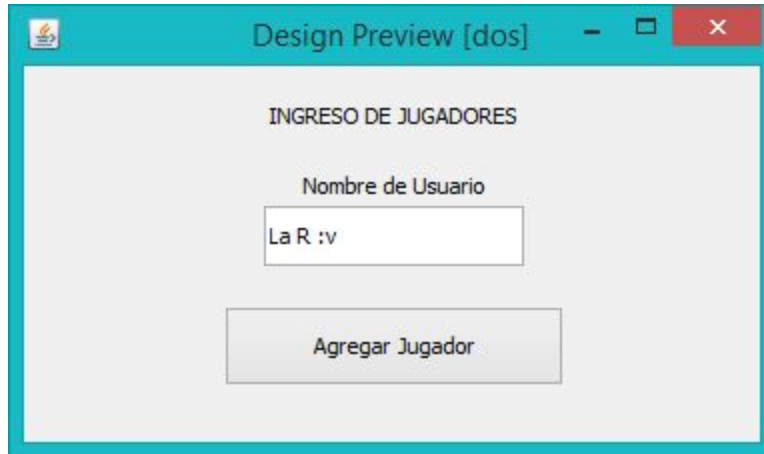 Design Preview [dos]
INGRESO DE JUGADORES
Nombre de Usuario
La R :v
Agregar Jugador